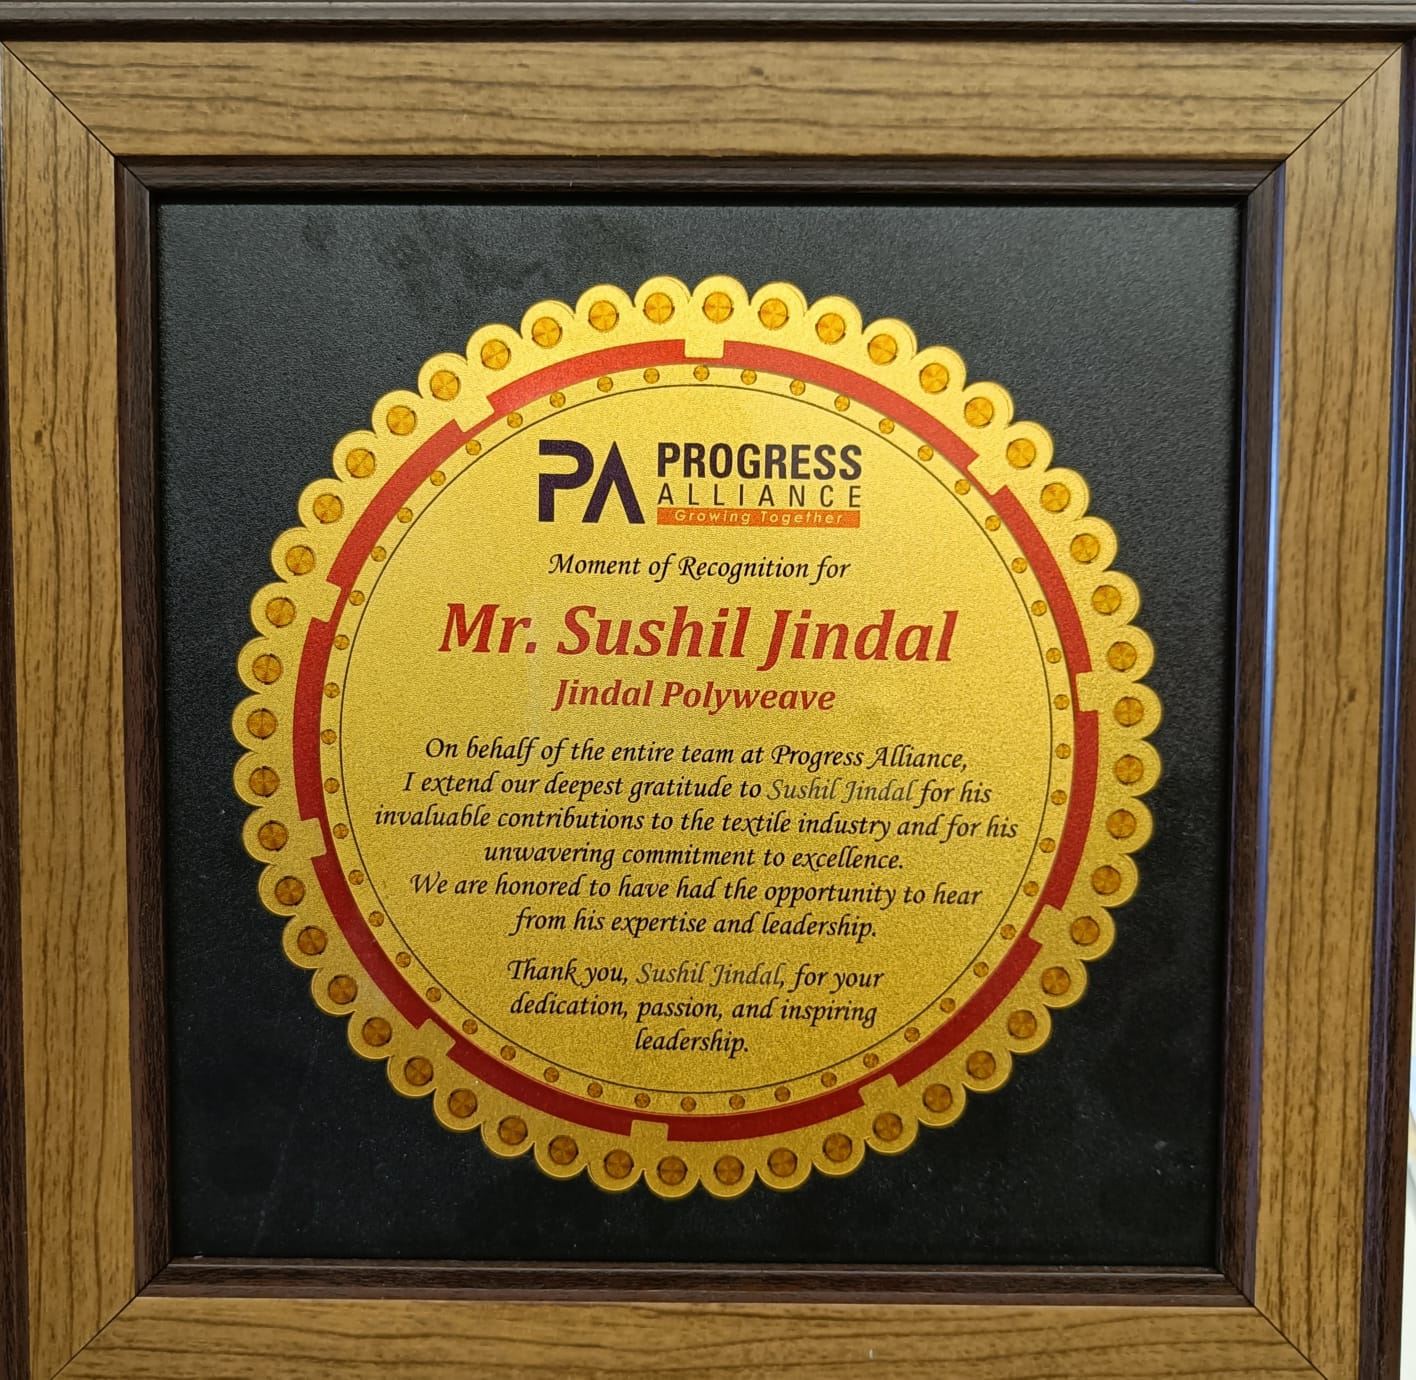 PA PROGRESS
ALLIANCE
Growing Together
Moment of Recognition for
Mr. Sushil Jindal
Jindal Polyweave
On behalf of the entire team at Progress Alliance,
I extend our deepest gratitude to Sushil Jindal for his
invaluable contributions to the textile industry and for his
unwavering commitment to excellence.
We are honored to have had the opportunity to hear
from his expertise and leadership.
Thank you, Sushil Jindal, for your
dedication, passion, and inspiring
leadership.